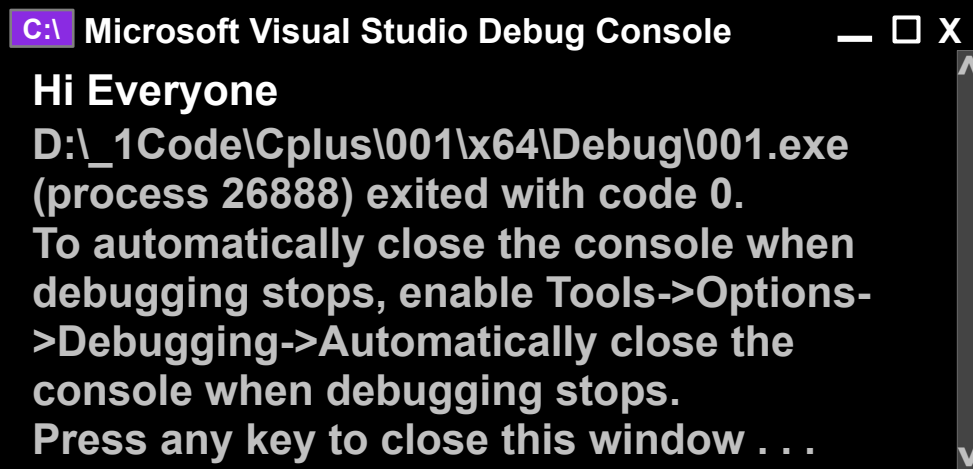 C:\ Microsoft Visual Studio Debug Console
Hi Everyone
D:\_1Code\Cplus\001\x64\Debug\001.exe
(process 26888) exited with code 0.
To automatically close the console when
debugging stops, enable Tools->Options-
>Debugging->Automatically close the
console when debugging stops.
Press any key to close this window . . .